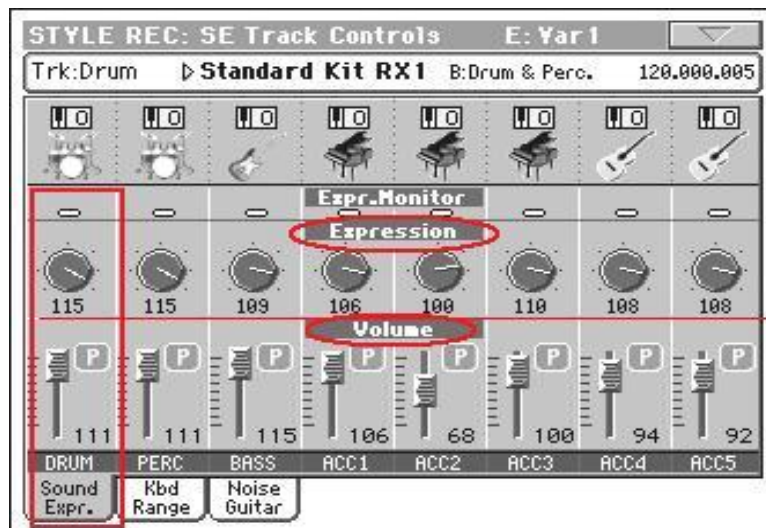 STYLE REC: SE Track Controls E: Var1
Trk:Drum ▷Standard Kit RX1 B:Drum & Perc. 120.000.005
Expr.Monitor
Expression
115 115 109 106 100 110 108 108
Volume
P P P P P P P P
111 111 115 106 68 100 94 92
DRUM PERC BASS ACC1 ACC2 ACC3 ACC4 ACC5
Sound Expr.
Kbd Range
Noise Guitar